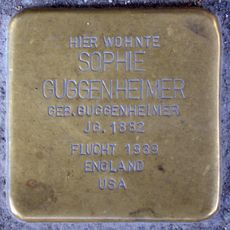 HIER WOHNTE
SOPHIE
GUGGENHEIMER
GEB. GUGGENHEIMER
JG. 1882
FLUCHT 1939
ENGLAND
USA